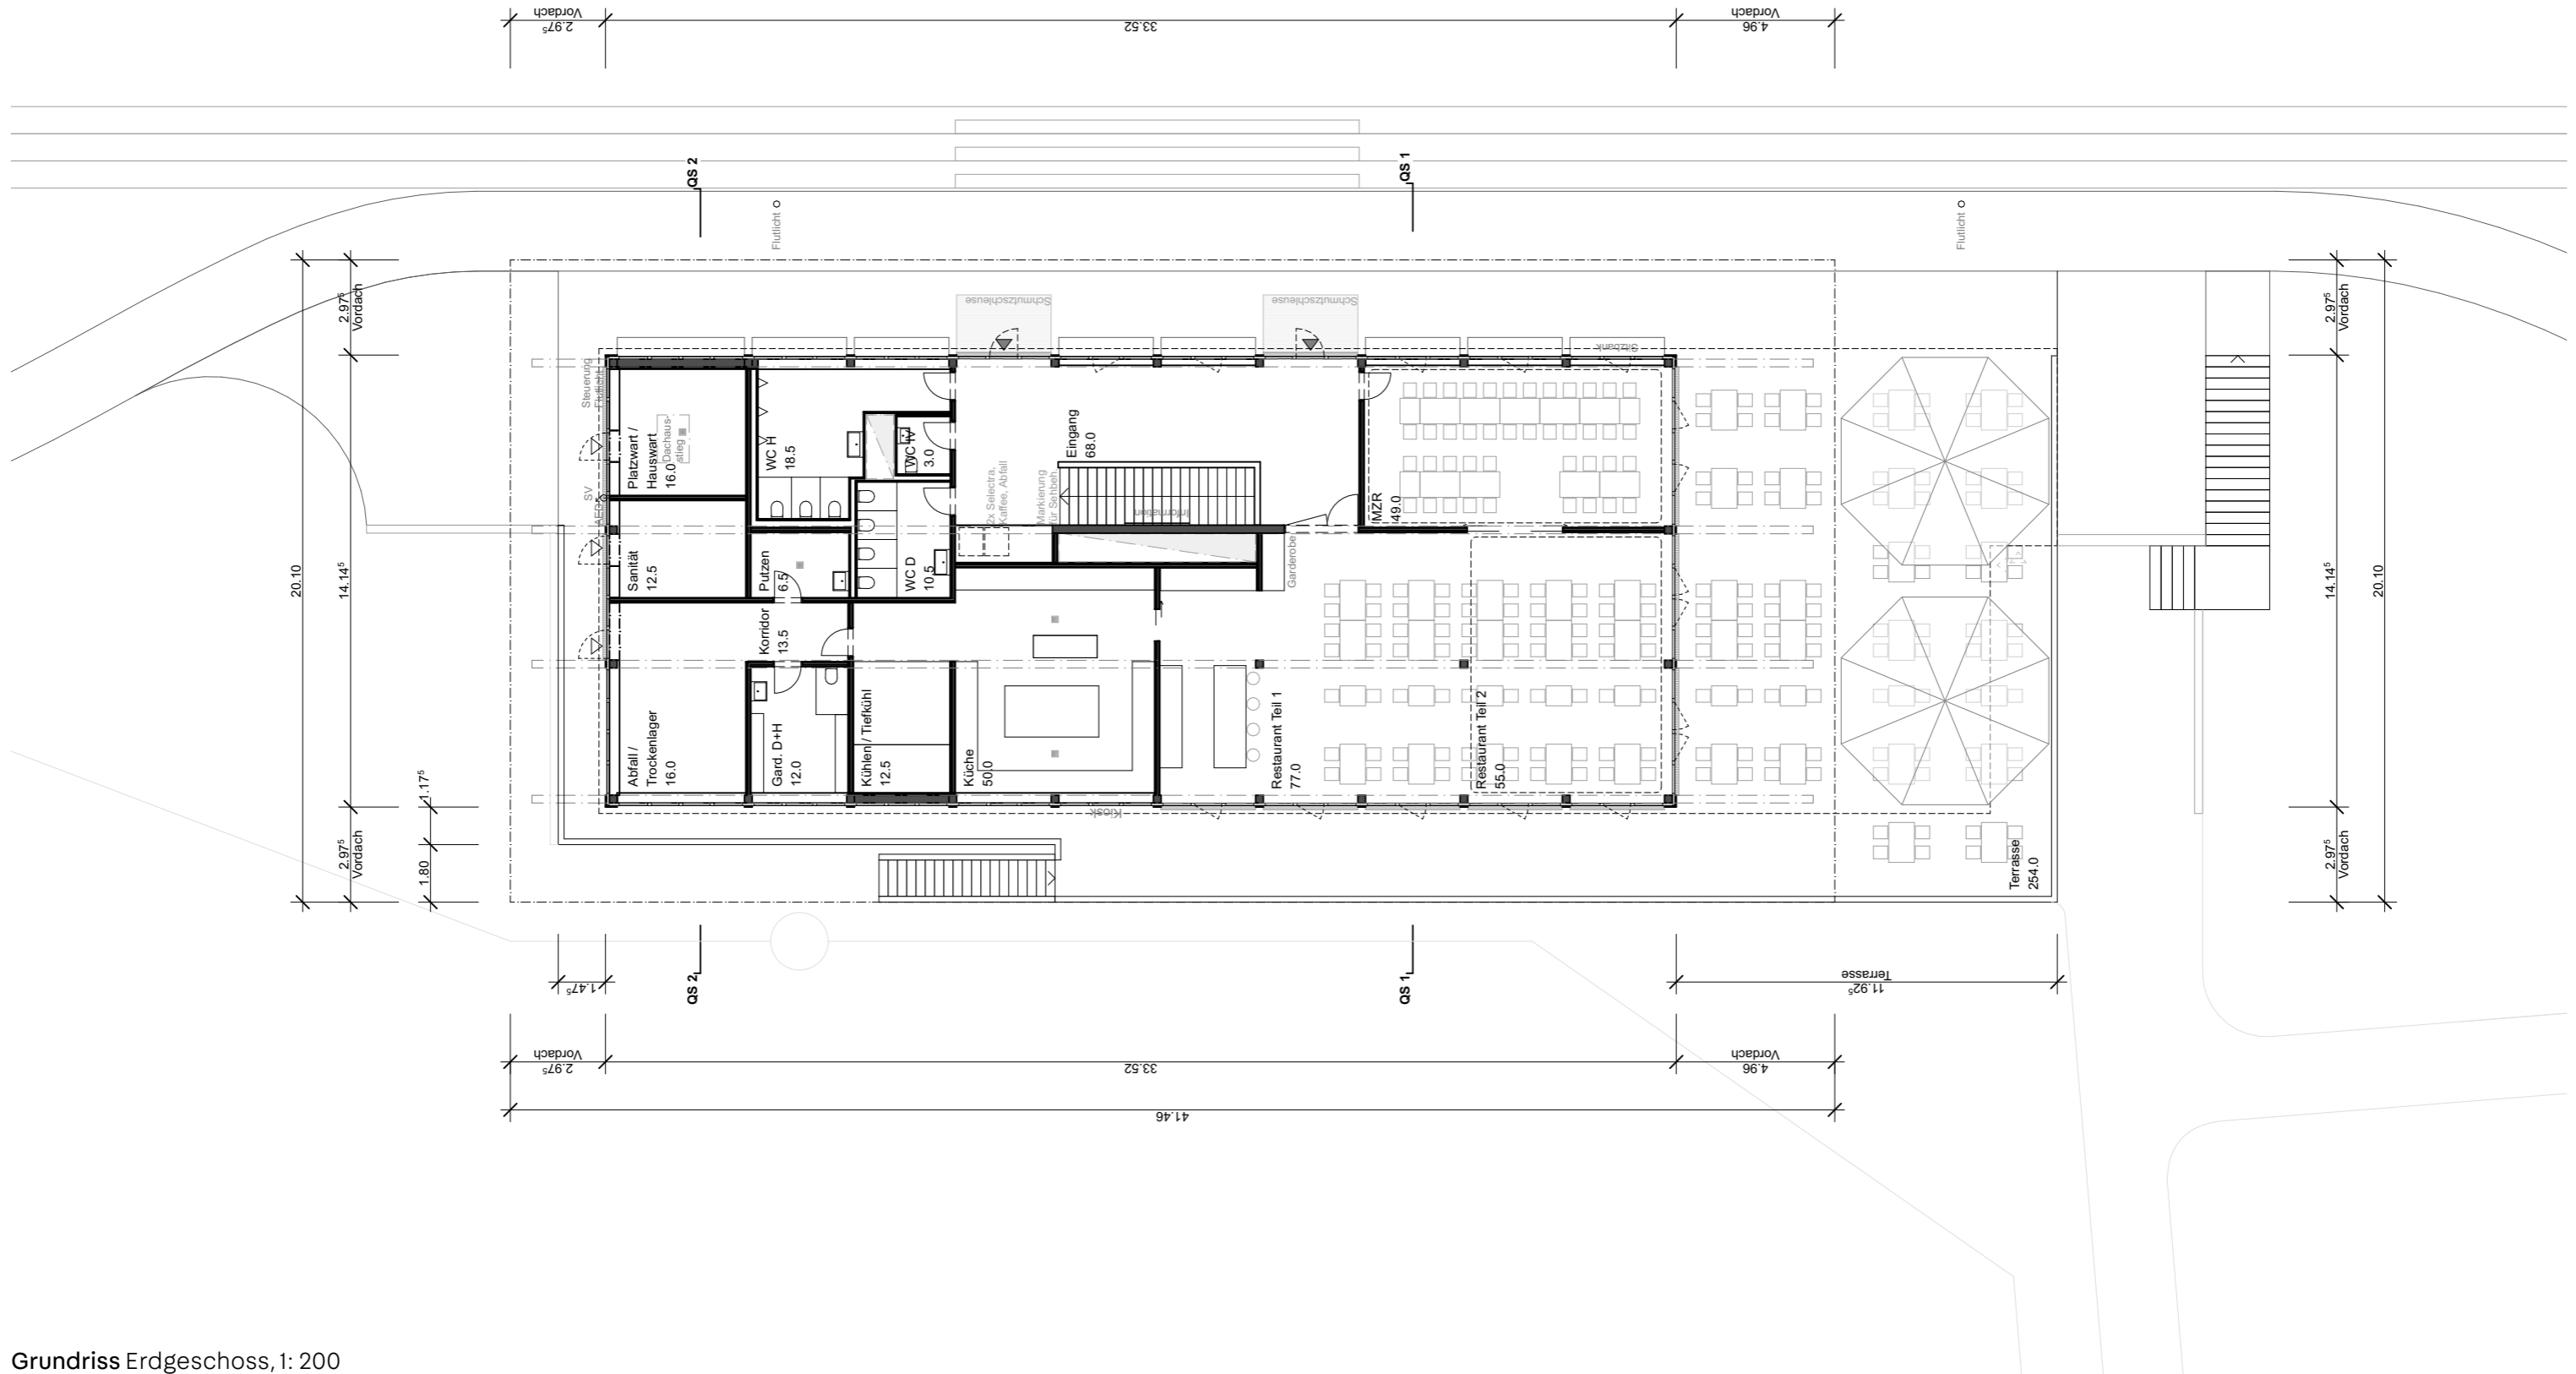 Vordach
2.97⁵
33.52
Vordach
4.96
QS 2
QS 1
Flutlicht
Flutlicht
20.10
2.97⁵
Vordach
14.14⁵
2.97⁵
Vordach
1.17⁵
1.80
2.97⁵
Vordach
14.14⁵
2.97⁵
Vordach
20.10
Schmutzschleuse
Schmutzschleuse
Sitzbank
Steuerung
Flutlicht
SV
AED
Platzwart /
Hauswart
16.0
Dachaus-
stieg
WC H
18.5
WC IV
3.0
Eingang
68.0
2x Selectra,
Kaffee, Abfall
Markierung
für Sehbeh.
Information
MZR
49.0
Sanität
12.5
Putzen
6.5
WC D
10.5
Garderobe
Korridor
13.5
Abfall /
Trockenlager
16.0
Gard. D+H
12.0
Kühlen / Tiefkühl
12.5
Küche
50.0
Kiosk
Restaurant Teil 1
77.0
Restaurant Teil 2
55.0
Terrasse
254.0
QS 2
QS 1
1.47⁵
Terrasse
11.92⁵
Vordach
2.97⁵
33.52
Vordach
4.96
41.46
Grundriss Erdgeschoss, 1: 200